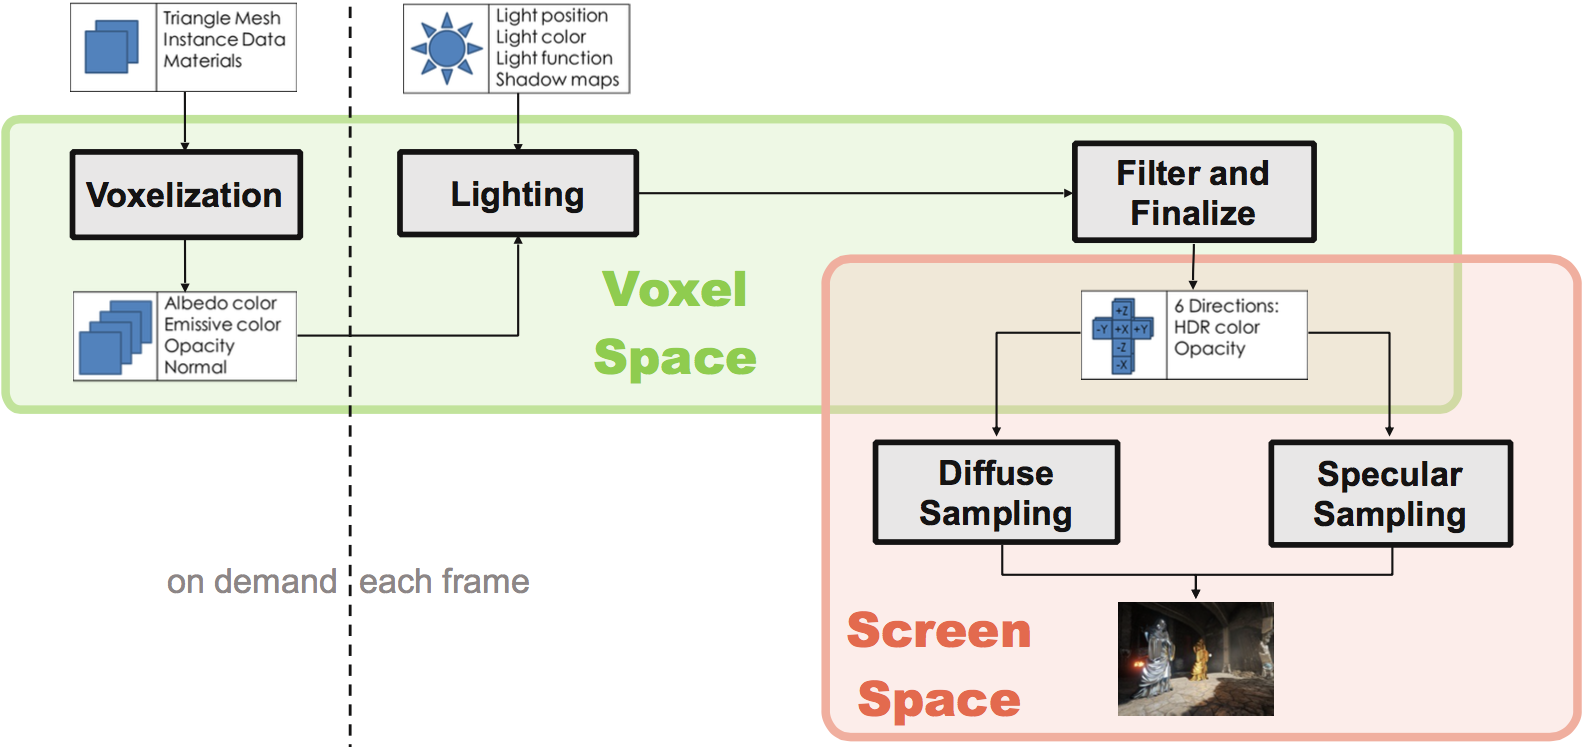 Triangle Mesh
Instance Data
Materials
Light position
Light color
Light function
Shadow maps
Voxelization
Lighting
Filter and
Finalize
Voxel
Space
Albedo color
Emissive color
Opacity
Normal
+Z
-Y +X +Y
-Z
-X
6 Directions:
HDR color
Opacity
Diffuse
Sampling
Specular
Sampling
on demand
each frame
Screen
Space